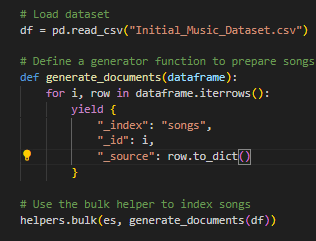 # Load dataset
df = pd.read_csv("Initial_Music_Dataset.csv")

# Define a generator function to prepare songs
def generate_documents(dataframe):
    for i, row in dataframe.iterrows():
        yield {
            "_index": "songs",
            "_id": i,
            "_source": row.to_dict()
        }

# Use the bulk helper to index songs
helpers.bulk(es, generate_documents(df))